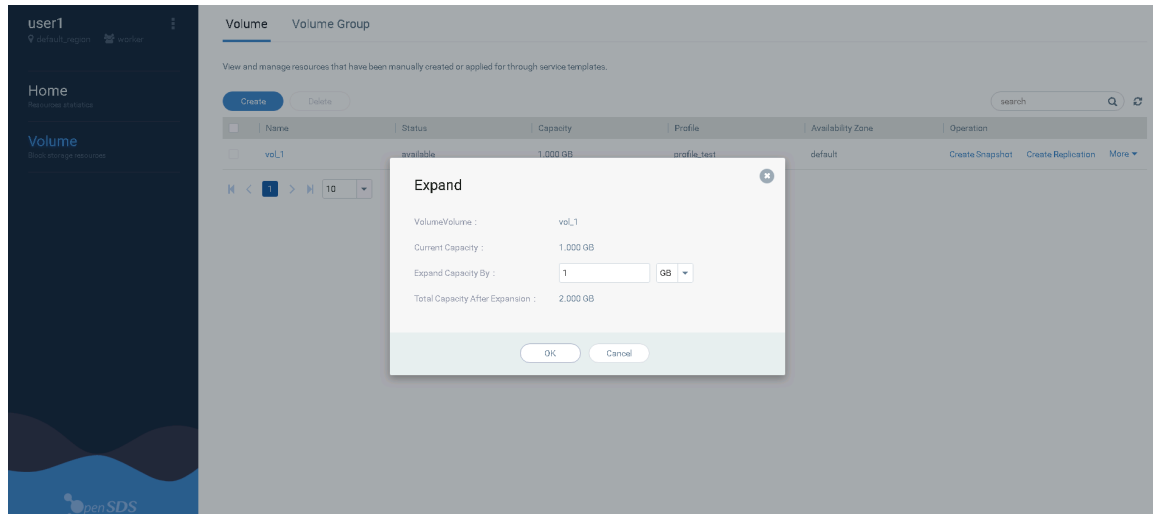 user1
default_region worker
Home
Resources statistics
Volume
Block storage resources
OpenSDS
Volume Volume Group
View and manage resources that have been manually created or applied for through service templates.
Create Delete
search
Name Status Capacity Profile Availability Zone Operation
vol_1 available 1.000 GB profile_test default Create Snapshot Create Replication More
1 10
Expand
VolumeVolume : vol_1
Current Capacity : 1.000 GB
Expand Capacity By : 1 GB
Total Capacity After Expansion : 2.000 GB
OK Cancel